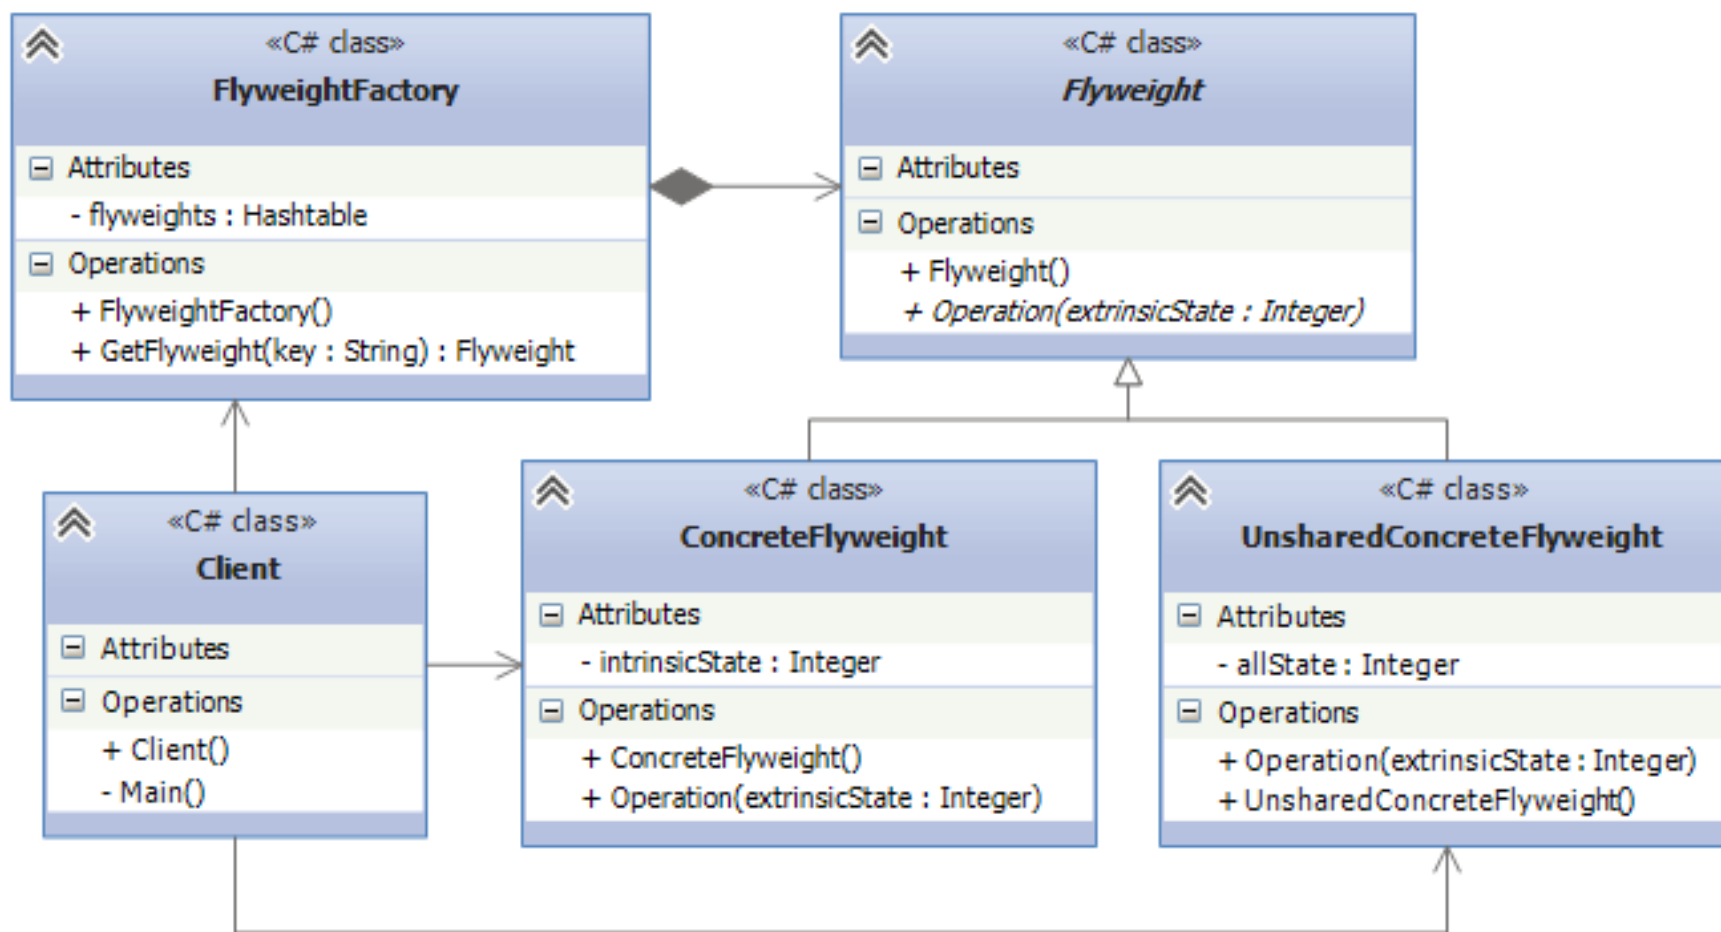 «C# class»
FlyweightFactory
Attributes
- flyweights : Hashtable
Operations
+ FlyweightFactory()
+ GetFlyweight(key : String) : Flyweight
«C# class»
Flyweight
Attributes
Operations
+ Flyweight()
+ Operation(extrinsicState : Integer)
«C# class»
Client
Attributes
Operations
+ Client()
- Main()
«C# class»
ConcreteFlyweight
Attributes
- intrinsicState : Integer
Operations
+ ConcreteFlyweight()
+ Operation(extrinsicState : Integer)
«C# class»
UnsharedConcreteFlyweight
Attributes
- allState : Integer
Operations
+ Operation(extrinsicState : Integer)
+ UnsharedConcreteFlyweight()